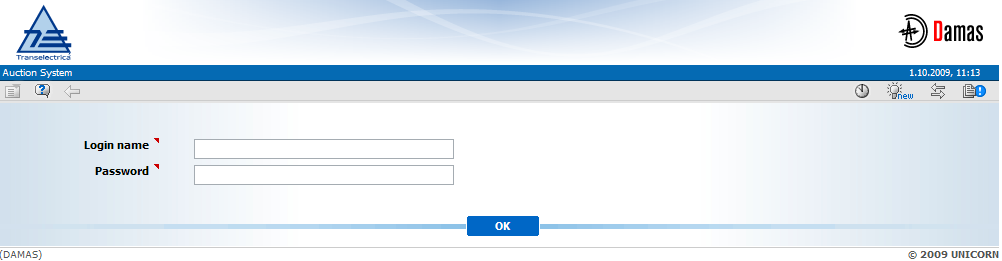 Transelectrica
Damas
Auction System
1.10.2009, 11:13
new
Login name
Password
OK
(DAMAS)
© 2009 UNICORN